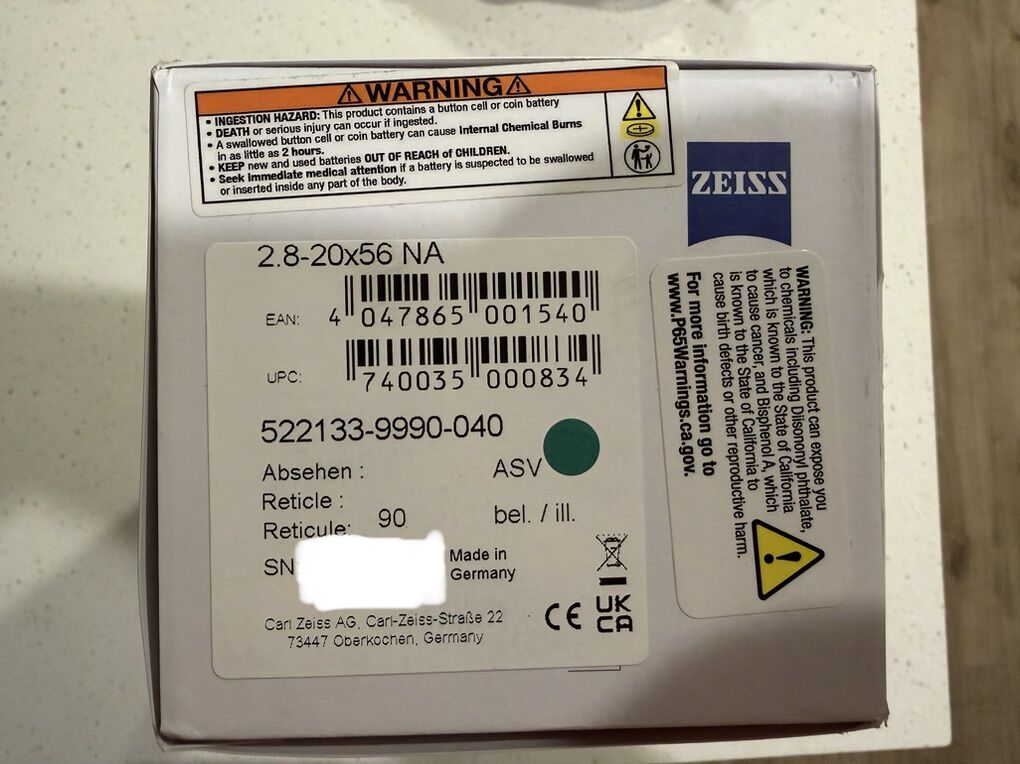 WARNING
• INGESTION HAZARD: This product contains a button cell or coin battery
• DEATH or serious injury can occur if ingested.
• A swallowed button cell or coin battery can cause Internal Chemical Burns
in as little as 2 hours.
• KEEP new and used batteries OUT OF REACH of CHILDREN.
• Seek immediate medical attention if a battery is suspected to be swallowed
or inserted inside any part of the body.
ZEISS
2.8-20x56 NA
EAN: 4 047865 001540
UPC: 740035 000834
522133-9990-040
Absehen : ASV
Reticle :
Reticule: 90 bel. / ill.
SN
Made in
Germany
Carl Zeiss AG, Carl-Zeiss-Straße 22
73447 Oberkochen, Germany
CE UK
CA
WARNING: This product can expose you
to chemicals including Diisononyl phthalate,
which is known to the State of California
to cause cancer, and Bisphenol A, which
is known to the State of California to
cause birth defects or other reproductive harm.
For more information go to
www.P65Warnings.ca.gov.